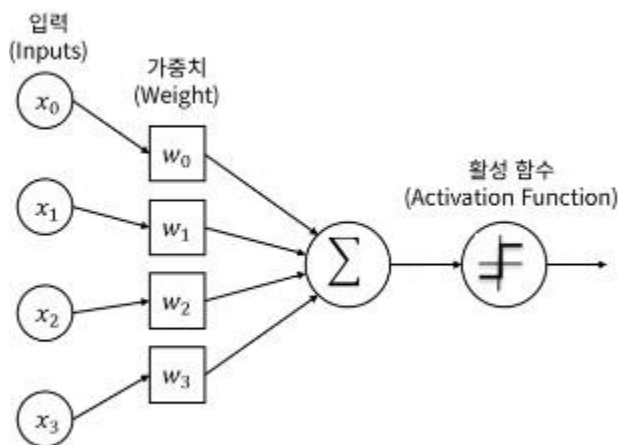 입력
(Inputs)
가중치
(Weight)
활성 함수
(Activation Function)
x₀
w₀
x₁
w₁
x₂
w₂
x₃
w₃
∑